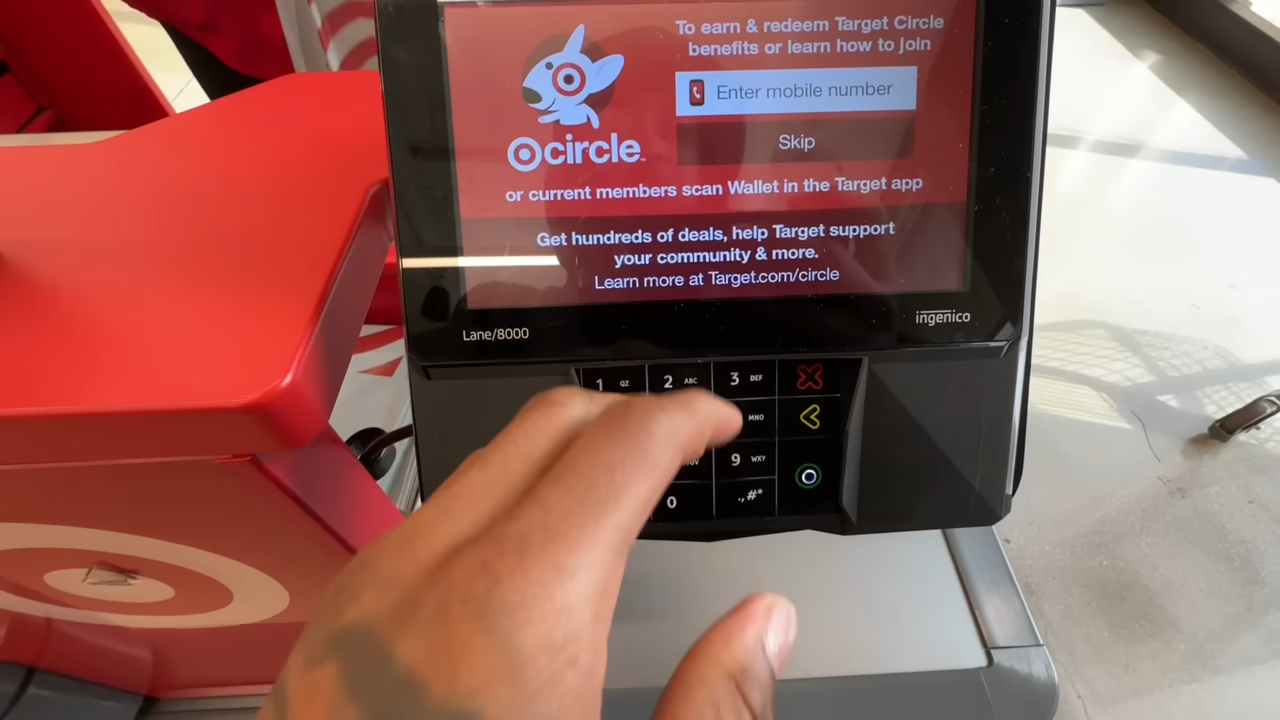 To earn & redeem Target Circle
benefits or learn how to join
Enter mobile number
Skip
circle
or current members scan Wallet in the Target app
Get hundreds of deals, help Target support
your community & more.
Learn more at Target.com/circle
Lane/8000
ingenico
1 QZ 2 ABC 3 DEF
MNO
9 WXY
0 .,#*